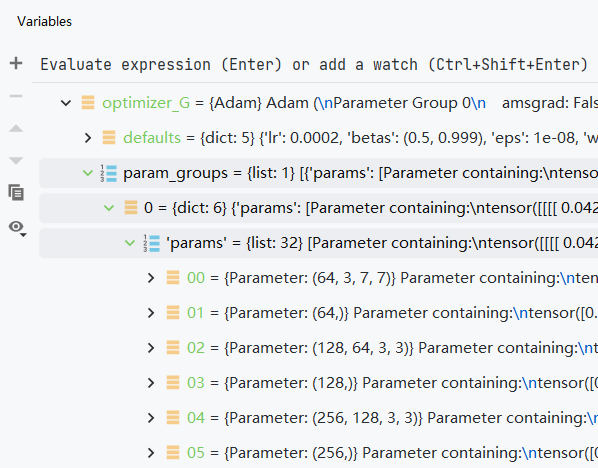 Variables
Evaluate expression (Enter) or add a watch (Ctrl+Shift+Enter)
optimizer_G = {Adam} Adam (\nParameter Group 0\n    amsgrad: Fals
defaults = {dict: 5} {'lr': 0.0002, 'betas': (0.5, 0.999), 'eps': 1e-08, 'w
param_groups = {list: 1} [{'params': [Parameter containing:\ntenso
0 = {dict: 6} {'params': [Parameter containing:\ntensor([[[[ 0.042
'params' = {list: 32} [Parameter containing:\ntensor([[[[ 0.042
00 = {Parameter: (64, 3, 7, 7)} Parameter containing:\nten
01 = {Parameter: (64,)} Parameter containing:\ntensor([0.
02 = {Parameter: (128, 64, 3, 3)} Parameter containing:\n
03 = {Parameter: (128,)} Parameter containing:\ntensor([0
04 = {Parameter: (256, 128, 3, 3)} Parameter containing:\n
05 = {Parameter: (256,)} Parameter containing:\ntensor([0